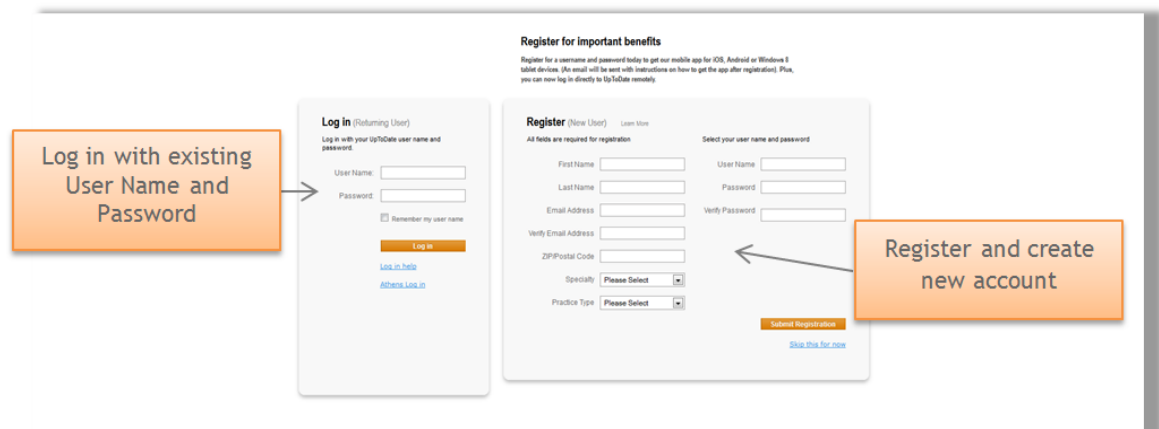 Register for important benefits
Register for a username and password today to get our mobile app for iOS, Android or Windows 8
tablet devices. (An email will be sent with instructions on how to get the app after registration). Plus,
you can now log in directly to UpToDate remotely.
Log in with existing
User Name and
Password
Log in (Returning User)
Log in with your UpToDate user name and
password.
User Name:
Password:
Remember my user name
Log in
Log in help
Athens Log in
Register (New User) Learn More
All fields are required for registration
First Name
Last Name
Email Address
Verify Email Address
ZIP/Postal Code
Specialty Please Select
Practice Type Please Select
Select your user name and password
User Name
Password
Verify Password
Submit Registration
Skip this for now
Register and create
new account